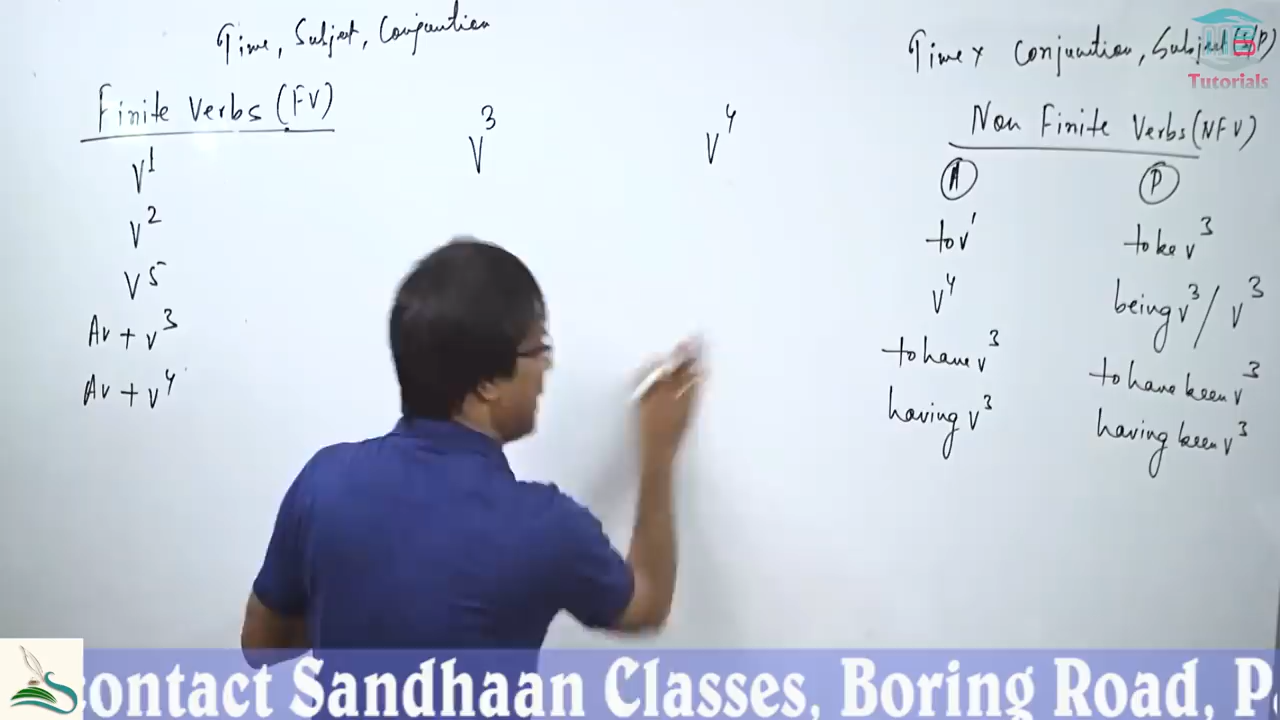 Time, Subject, Conjunction
Finite Verbs (FV)
V¹
V²
V⁵
Av + v³
Av + v⁴
V³
V⁴
Time × Conjunction, Subject (S/P)
Non Finite Verbs (NFV)
A P
to v¹ to be v³
V⁴ being v³ / v³
to have v³ to have been v³
having v³ having been v³
Tutorials
contact Sandhaan Classes, Boring Road, P